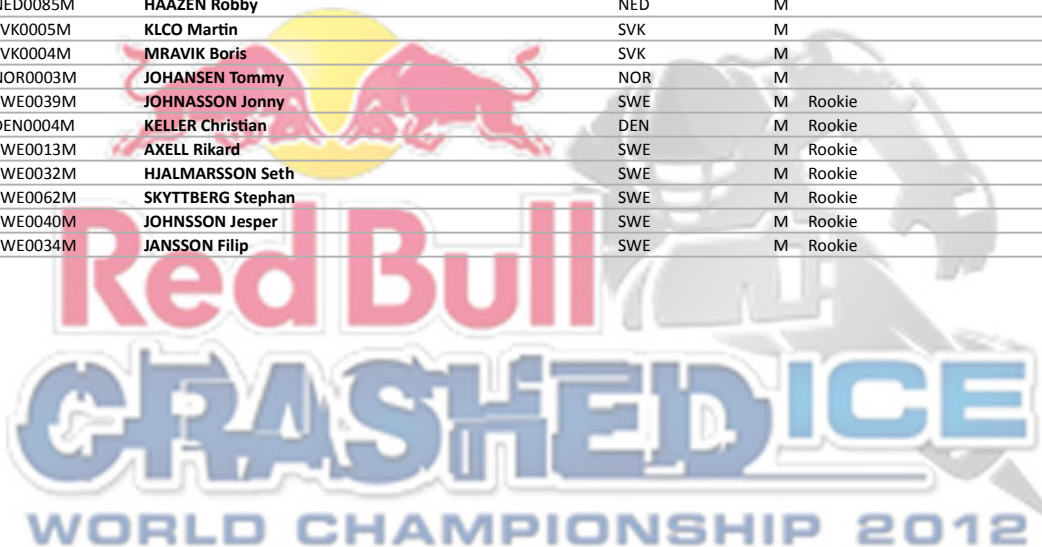 NED0085M HAAZEN Robby NED M
VK0005M KLCO Martin SVK M
VK0004M MRAVIK Boris SVK M
NOR0003M JOHANSEN Tommy NOR M
WE0039M JOHNASSON Jonny SWE M Rookie
DEN0004M KELLER Christian DEN M Rookie
WE0013M AXELL Rikard SWE M Rookie
WE0032M HJALMARSSON Seth SWE M Rookie
WE0062M SKYTTBERG Stephan SWE M Rookie
WE0040M JOHNSSON Jesper SWE M Rookie
WE0034M JANSSON Filip SWE M Rookie
Red Bull
CRASHED ICE
WORLD CHAMPIONSHIP 2012